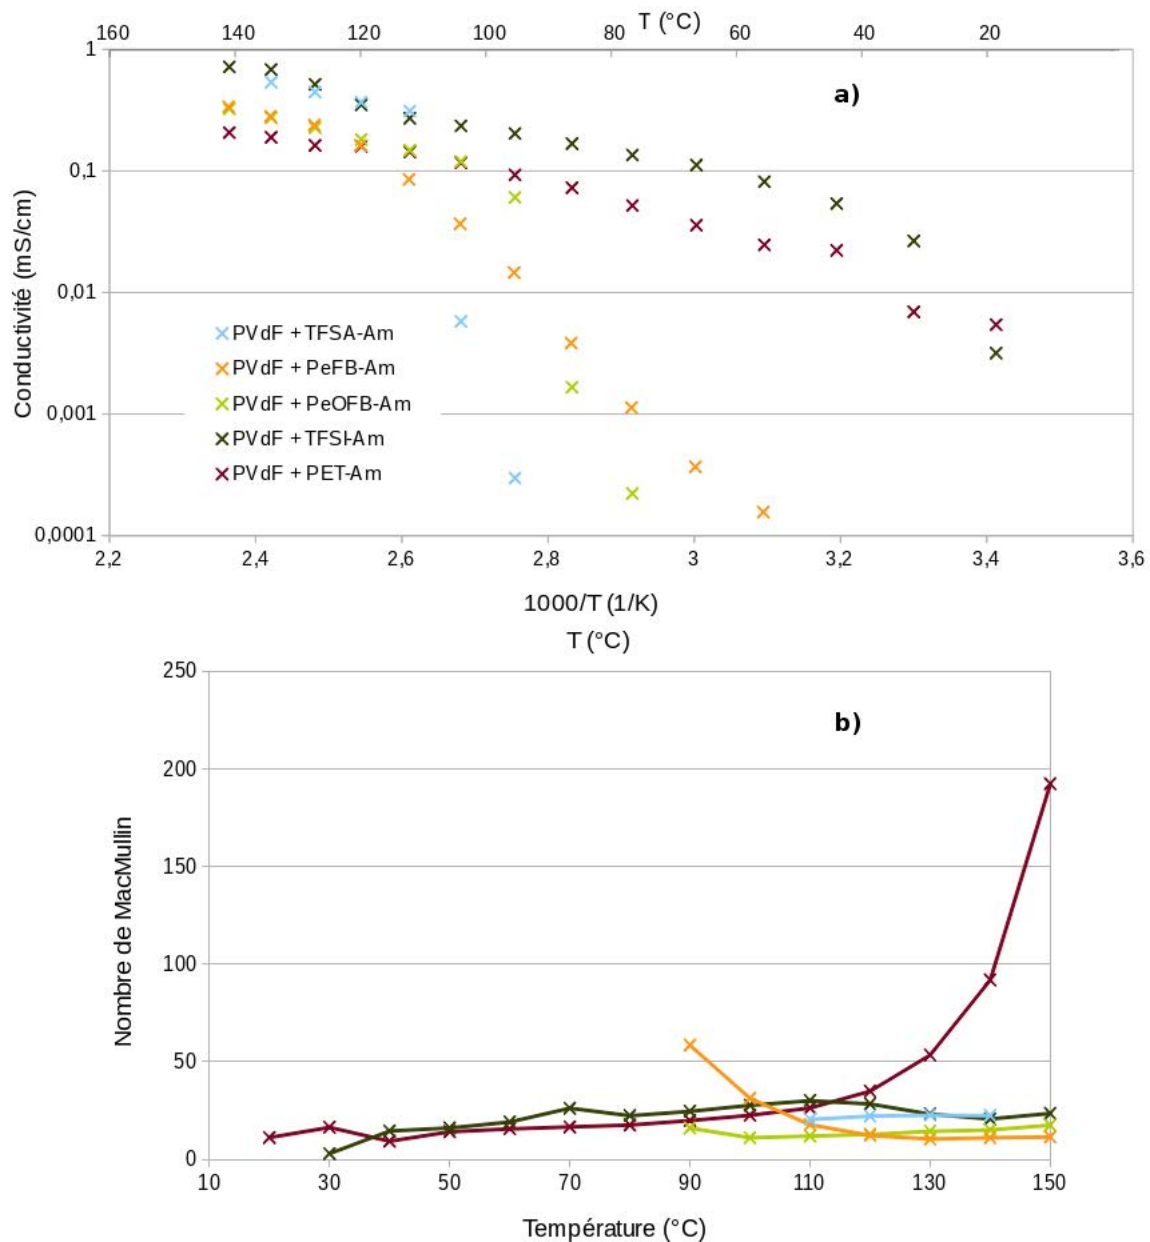 T (°C)
160 140 120 100 80 60 40 20
1
a)
0,1
Conductivité (mS/cm)
0,01
PVdF + TFSA-Am
PVdF + PeFB-Am
PVdF + PeOFB-Am
0,001
PVdF + TFSI-Am
PVdF + PET-Am
0,0001
2,2 2,4 2,6 2,8 3 3,2 3,4 3,6
1000/T (1/K)
T (°C)
250
b)
200
150
Nombre de MacMullin
100
50
0
10 30 50 70 90 110 130 150
Température (°C)